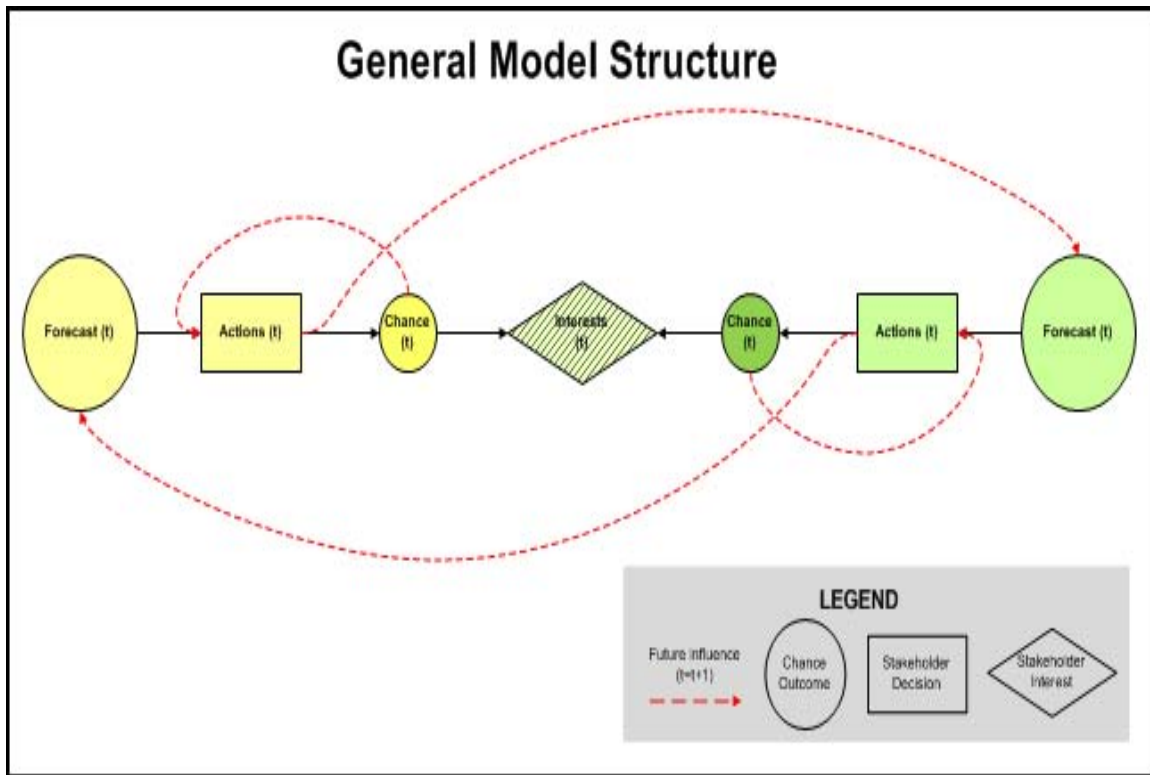 General Model Structure
Forecast (t)
Actions (t)
Chance
(t)
Interests
(t)
Chance
(t)
Actions (t)
Forecast (t)
LEGEND
Future Influence
(t=t+1)
Chance
Outcome
Stakeholder
Decision
Stakeholder
Interest